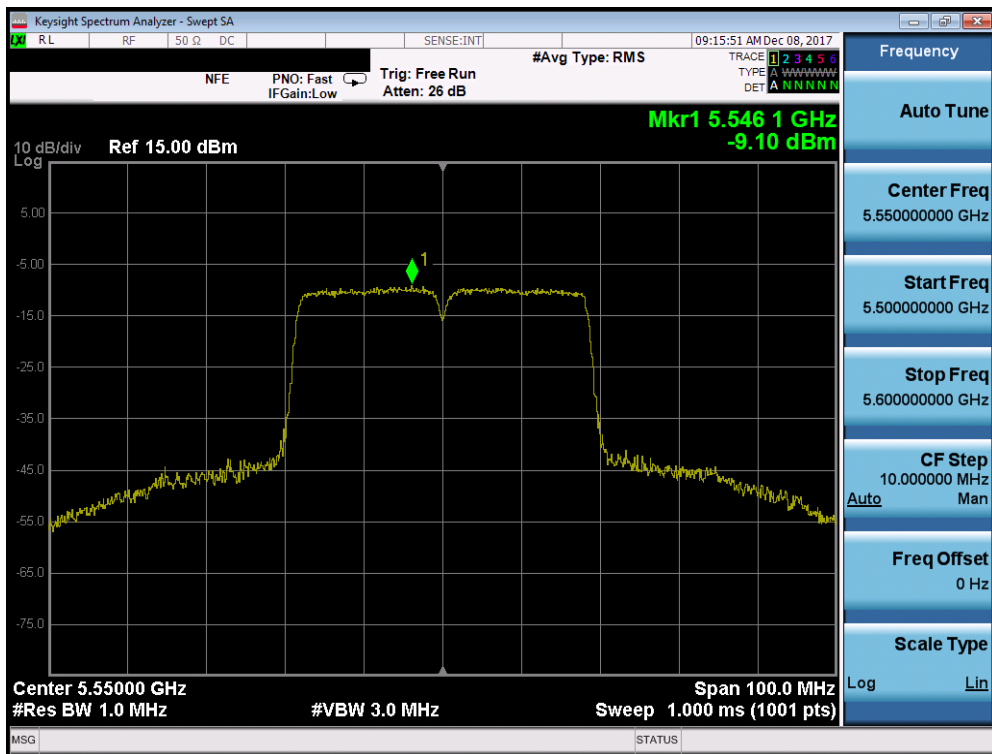 Keysight Spectrum Analyzer - Swept SA
LXI RL RF 50 Ω DC SENSE:INT 09:15:51 AM Dec 08, 2017
NFE PNO: Fast IFGain:Low Trig: Free Run Atten: 26 dB #Avg Type: RMS
TRACE 1 2 3 4 5 6
TYPE A WWWWW
DET A N N N N N
Mkr1 5.546 1 GHz
-9.10 dBm
10 dB/div Ref 15.00 dBm
Log
5.00
-5.00
1
-15.0
-25.0
-35.0
-45.0
-55.0
-65.0
-75.0
Center 5.55000 GHz Span 100.0 MHz
#Res BW 1.0 MHz #VBW 3.0 MHz Sweep 1.000 ms (1001 pts)
MSG STATUS
Frequency
Auto Tune
Center Freq
5.550000000 GHz
Start Freq
5.500000000 GHz
Stop Freq
5.600000000 GHz
CF Step
10.000000 MHz
Auto Man
Freq Offset
0 Hz
Scale Type
Log Lin